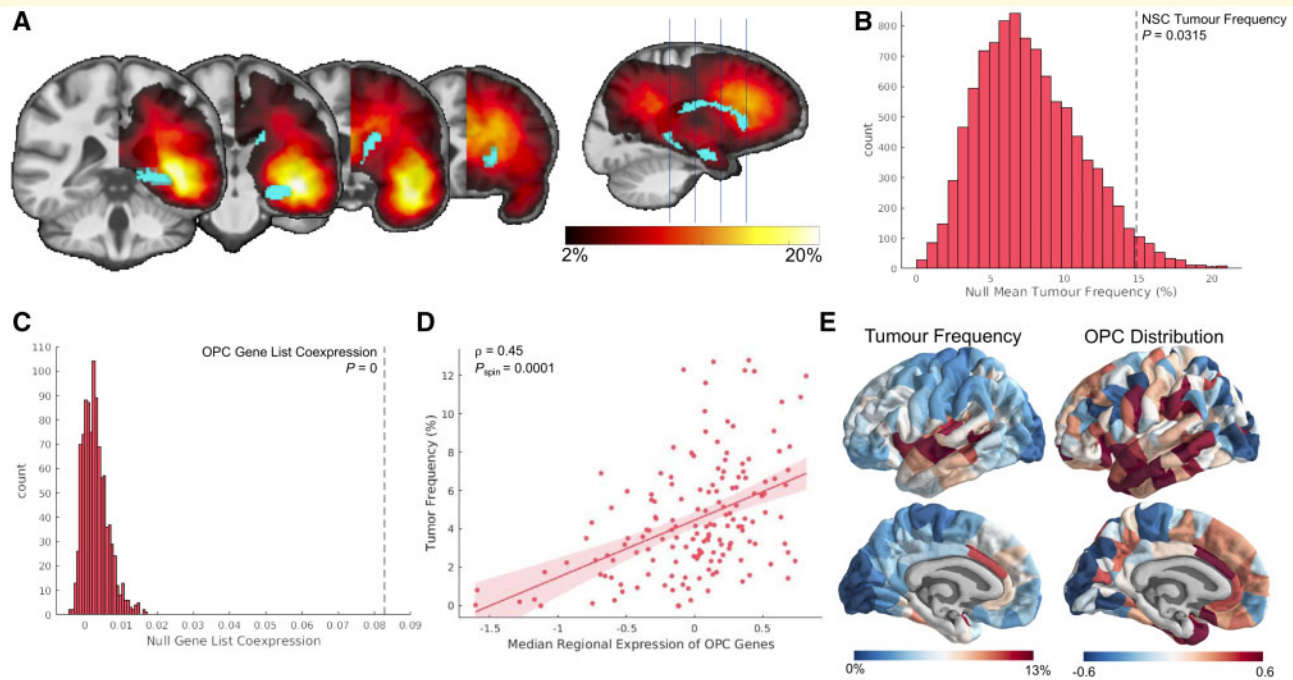 A
2%
20%
B
NSC Tumour Frequency
P = 0.0315
800
700
600
500
400
300
200
100
0
count
0
5
10
15
20
Null Mean Tumour Frequency (%)
C
OPC Gene List Coexpression
P = 0
110
100
90
80
70
60
50
40
30
20
10
0
count
0
0.01
0.02
0.03
0.04
0.05
0.06
0.07
0.08
0.09
Null Gene List Coexpression
D
ρ = 0.45
Pspin = 0.0001
12
10
8
6
4
2
0
Tumor Frequency (%)
-1.5
-1
-0.5
0
0.5
Median Regional Expression of OPC Genes
E
Tumour Frequency
OPC Distribution
0%
13%
-0.6
0.6